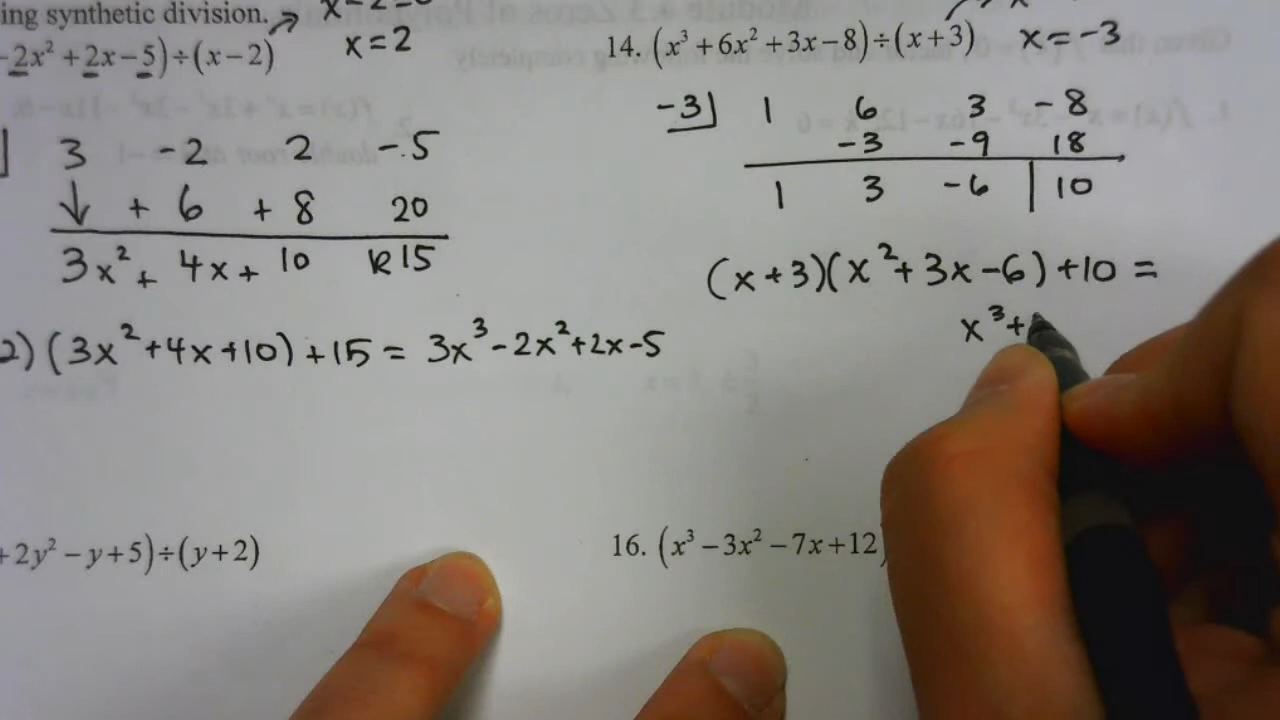 ing synthetic division.
x=2
-2x² + 2x - 5) ÷ (x - 2)
3 -2 2 -5
↓ + 6 + 8 20
3x² + 4x + 10 R15
2)(3x² + 4x + 10) + 15 = 3x³ - 2x² + 2x - 5
+ 2y² - y + 5) ÷ (y + 2)
14. (x³ + 6x² + 3x - 8) ÷ (x + 3) x = -3
-3] 1 6 3 -8
-3 -9 18
1 3 -6 | 10
(x + 3)(x² + 3x - 6) + 10 =
x³ +
16. (x³ - 3x² - 7x + 12)